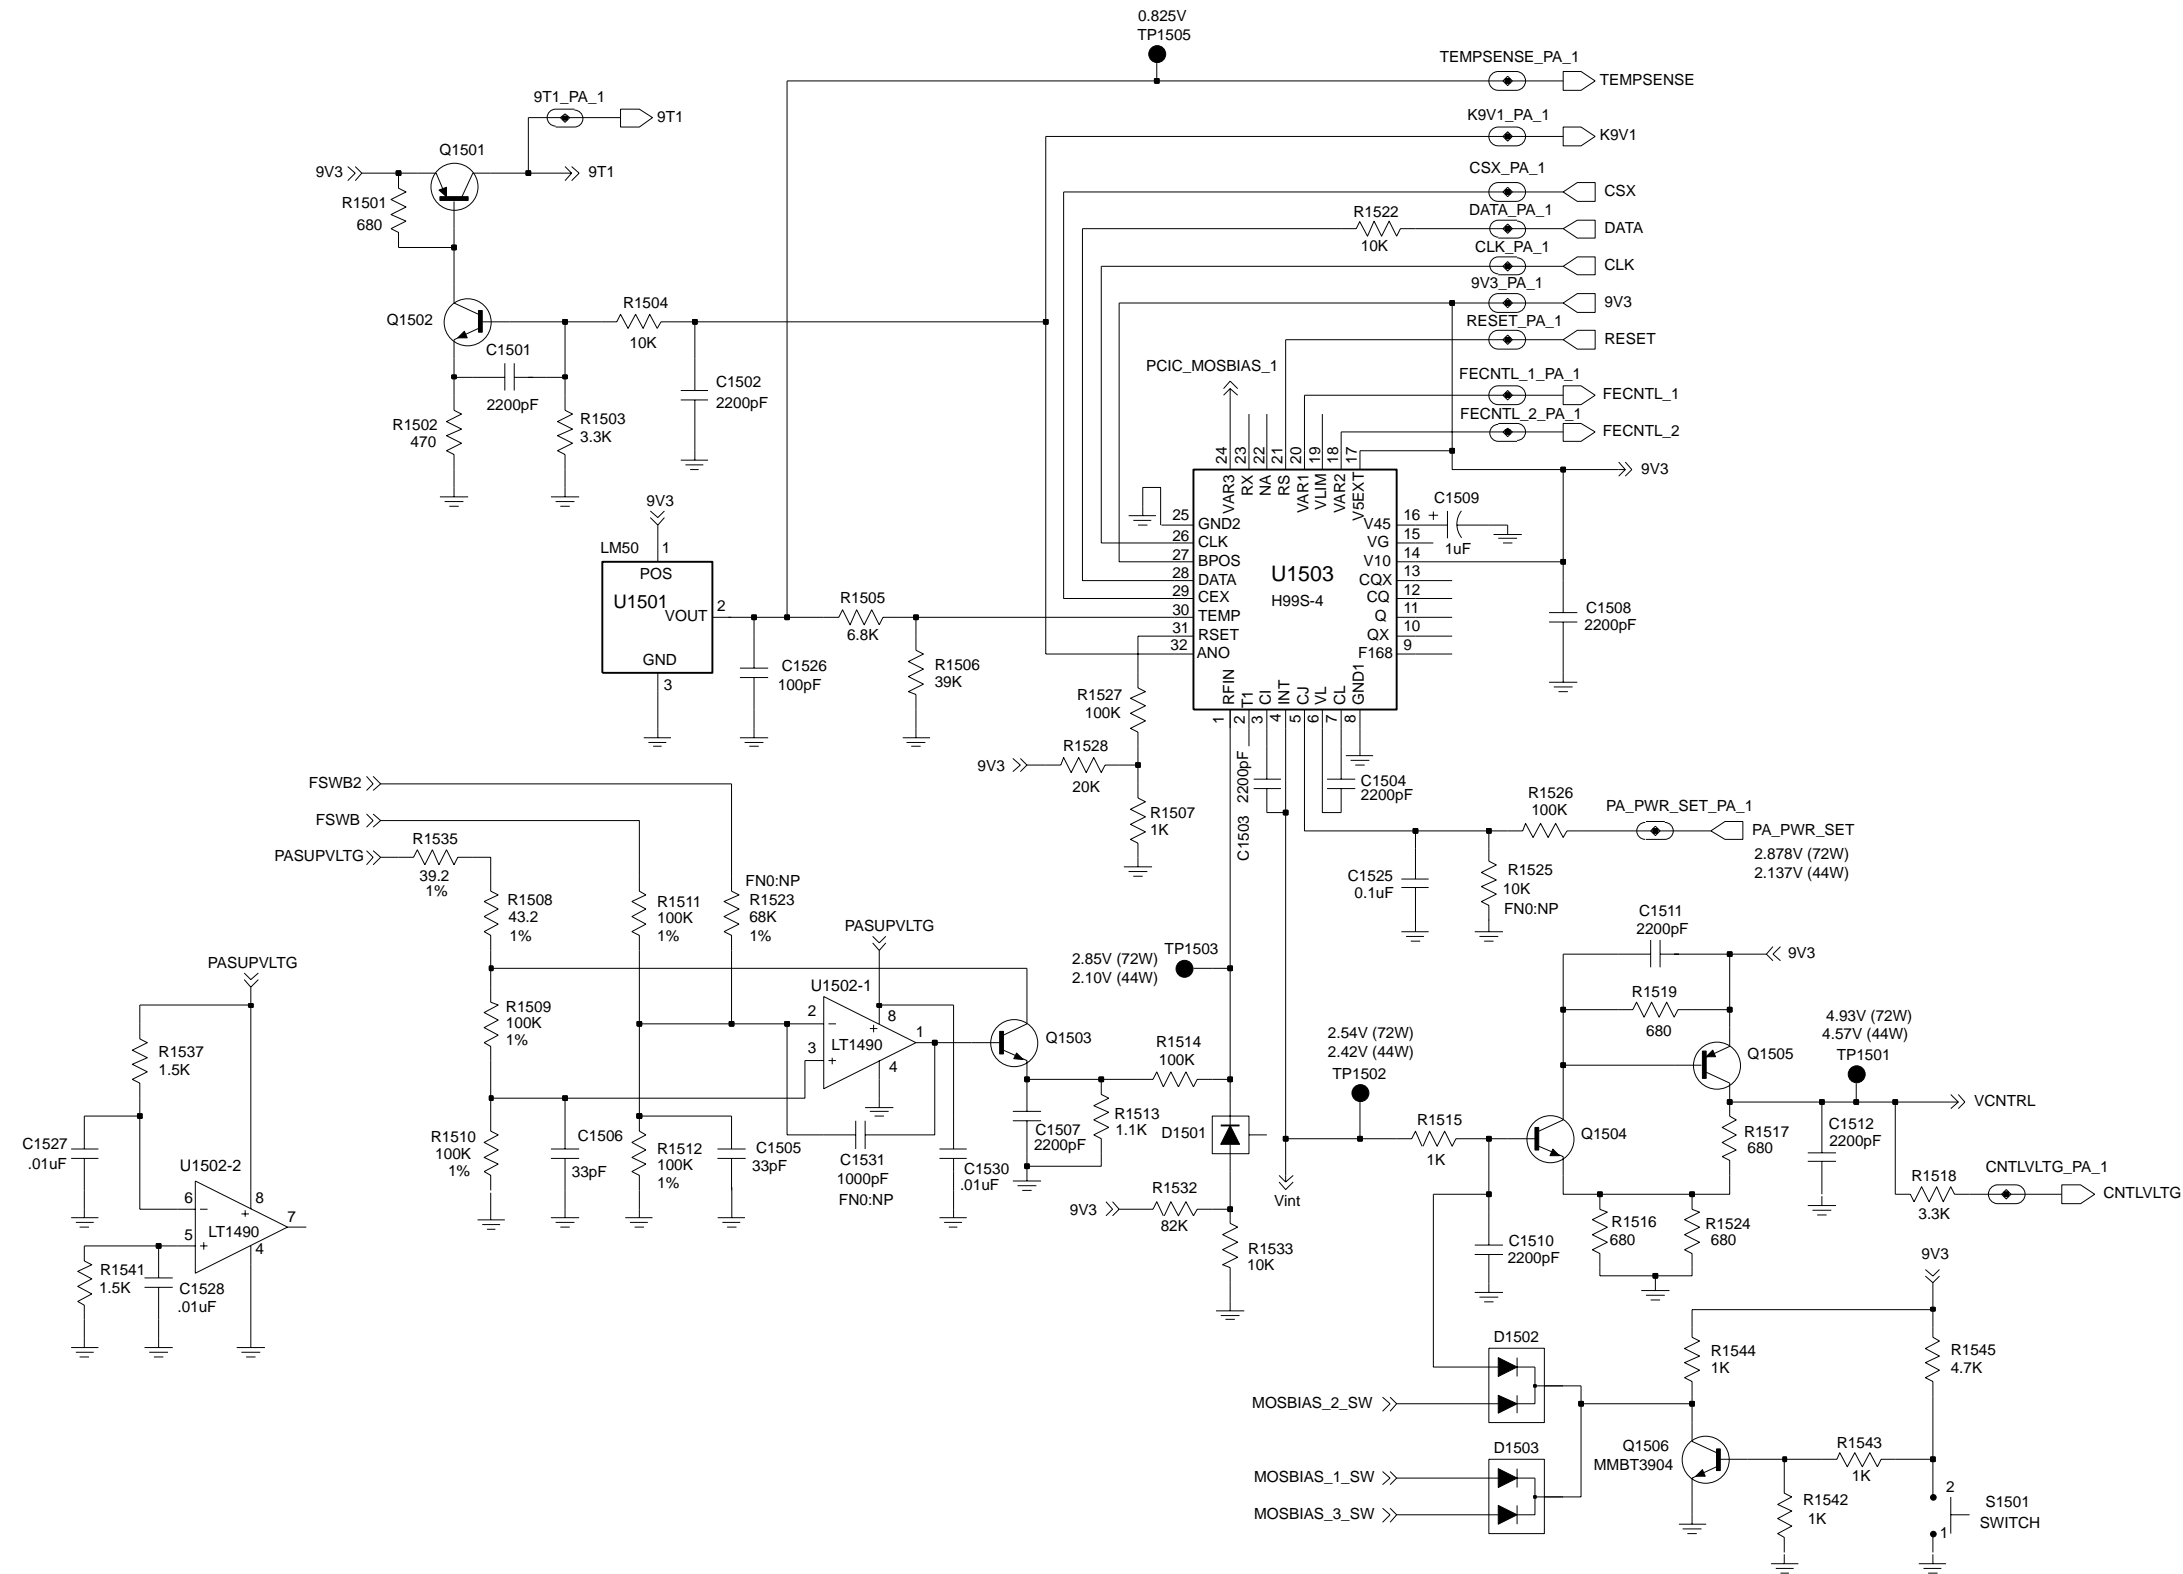 0.825V
TP1505
TEMPSENSE_PA_1
TEMPSENSE
9T1_PA_1
9T1
K9V1_PA_1
K9V1
Q1501
9V3
9T1
R1501
680
CSX_PA_1
CSX
R1522
10K
DATA_PA_1
DATA
CLK_PA_1
CLK
9V3_PA_1
9V3
RESET_PA_1
RESET
Q1502
R1504
10K
C1501
2200pF
C1502
2200pF
R1502
470
R1503
3.3K
PCIC_MOSBIAS_1
FECNTL_1_PA_1
FECNTL_1
FECNTL_2_PA_1
FECNTL_2
24
23
22
21
20
19
18
17
VAR3
RX
NA
RS
VAR1
VLIM
VAR2
V5EXT
9V3
9V3
LM50
1
POS
U1501
VOUT
2
GND
3
25 GND2
26 CLK
27 BPOS
28 DATA
29 CEX
30 TEMP
31 RSET
32 ANO
U1503
H99S-4
V45 16
VG 15
V10 14
CQX 13
CQ 12
Q 11
QX 10
F168 9
+
C1509
1uF
C1508
2200pF
R1505
6.8K
C1526
100pF
R1506
39K
RFIN
T1
CI
INT
CJ
VL
CL
GND1
1
2
3
4
5
6
7
8
R1527
100K
9V3
R1528
20K
R1507
1K
C1503
2200pF
C1504
2200pF
R1526
100K
PA_PWR_SET_PA_1
PA_PWR_SET
2.878V (72W)
2.137V (44W)
C1525
0.1uF
R1525
10K
FN0:NP
FSWB2
FSWB
PASUPVLTG
R1535
39.2
1%
R1508
43.2
1%
R1511
100K
1%
FN0:NP
R1523
68K
1%
PASUPVLTG
PASUPVLTG
R1509
100K
1%
U1502-1
2
−
3
+
+
8
LT1490
1
4
Q1503
2.85V (72W)
2.10V (44W)
TP1503
R1514
100K
R1513
1.1K
C1507
2200pF
D1501
R1537
1.5K
C1527
.01uF
U1502-2
6
−
5
+
+
8
LT1490
7
4
R1541
1.5K
C1528
.01uF
R1510
100K
1%
C1506
33pF
R1512
100K
1%
C1505
33pF
C1531
1000pF
FN0:NP
C1530
.01uF
9V3
R1532
82K
R1533
10K
2.54V (72W)
2.42V (44W)
TP1502
Vint
R1515
1K
Q1504
C1511
2200pF
9V3
R1519
680
Q1505
4.93V (72W)
4.57V (44W)
TP1501
VCNTRL
R1517
680
C1512
2200pF
R1518
3.3K
CNTLVLTG_PA_1
CNTLVLTG
R1516
680
R1524
680
C1510
2200pF
9V3
D1502
R1544
1K
R1545
4.7K
MOSBIAS_2_SW
D1503
MOSBIAS_1_SW
MOSBIAS_3_SW
Q1506
MMBT3904
R1543
1K
R1542
1K
2
1
S1501
SWITCH